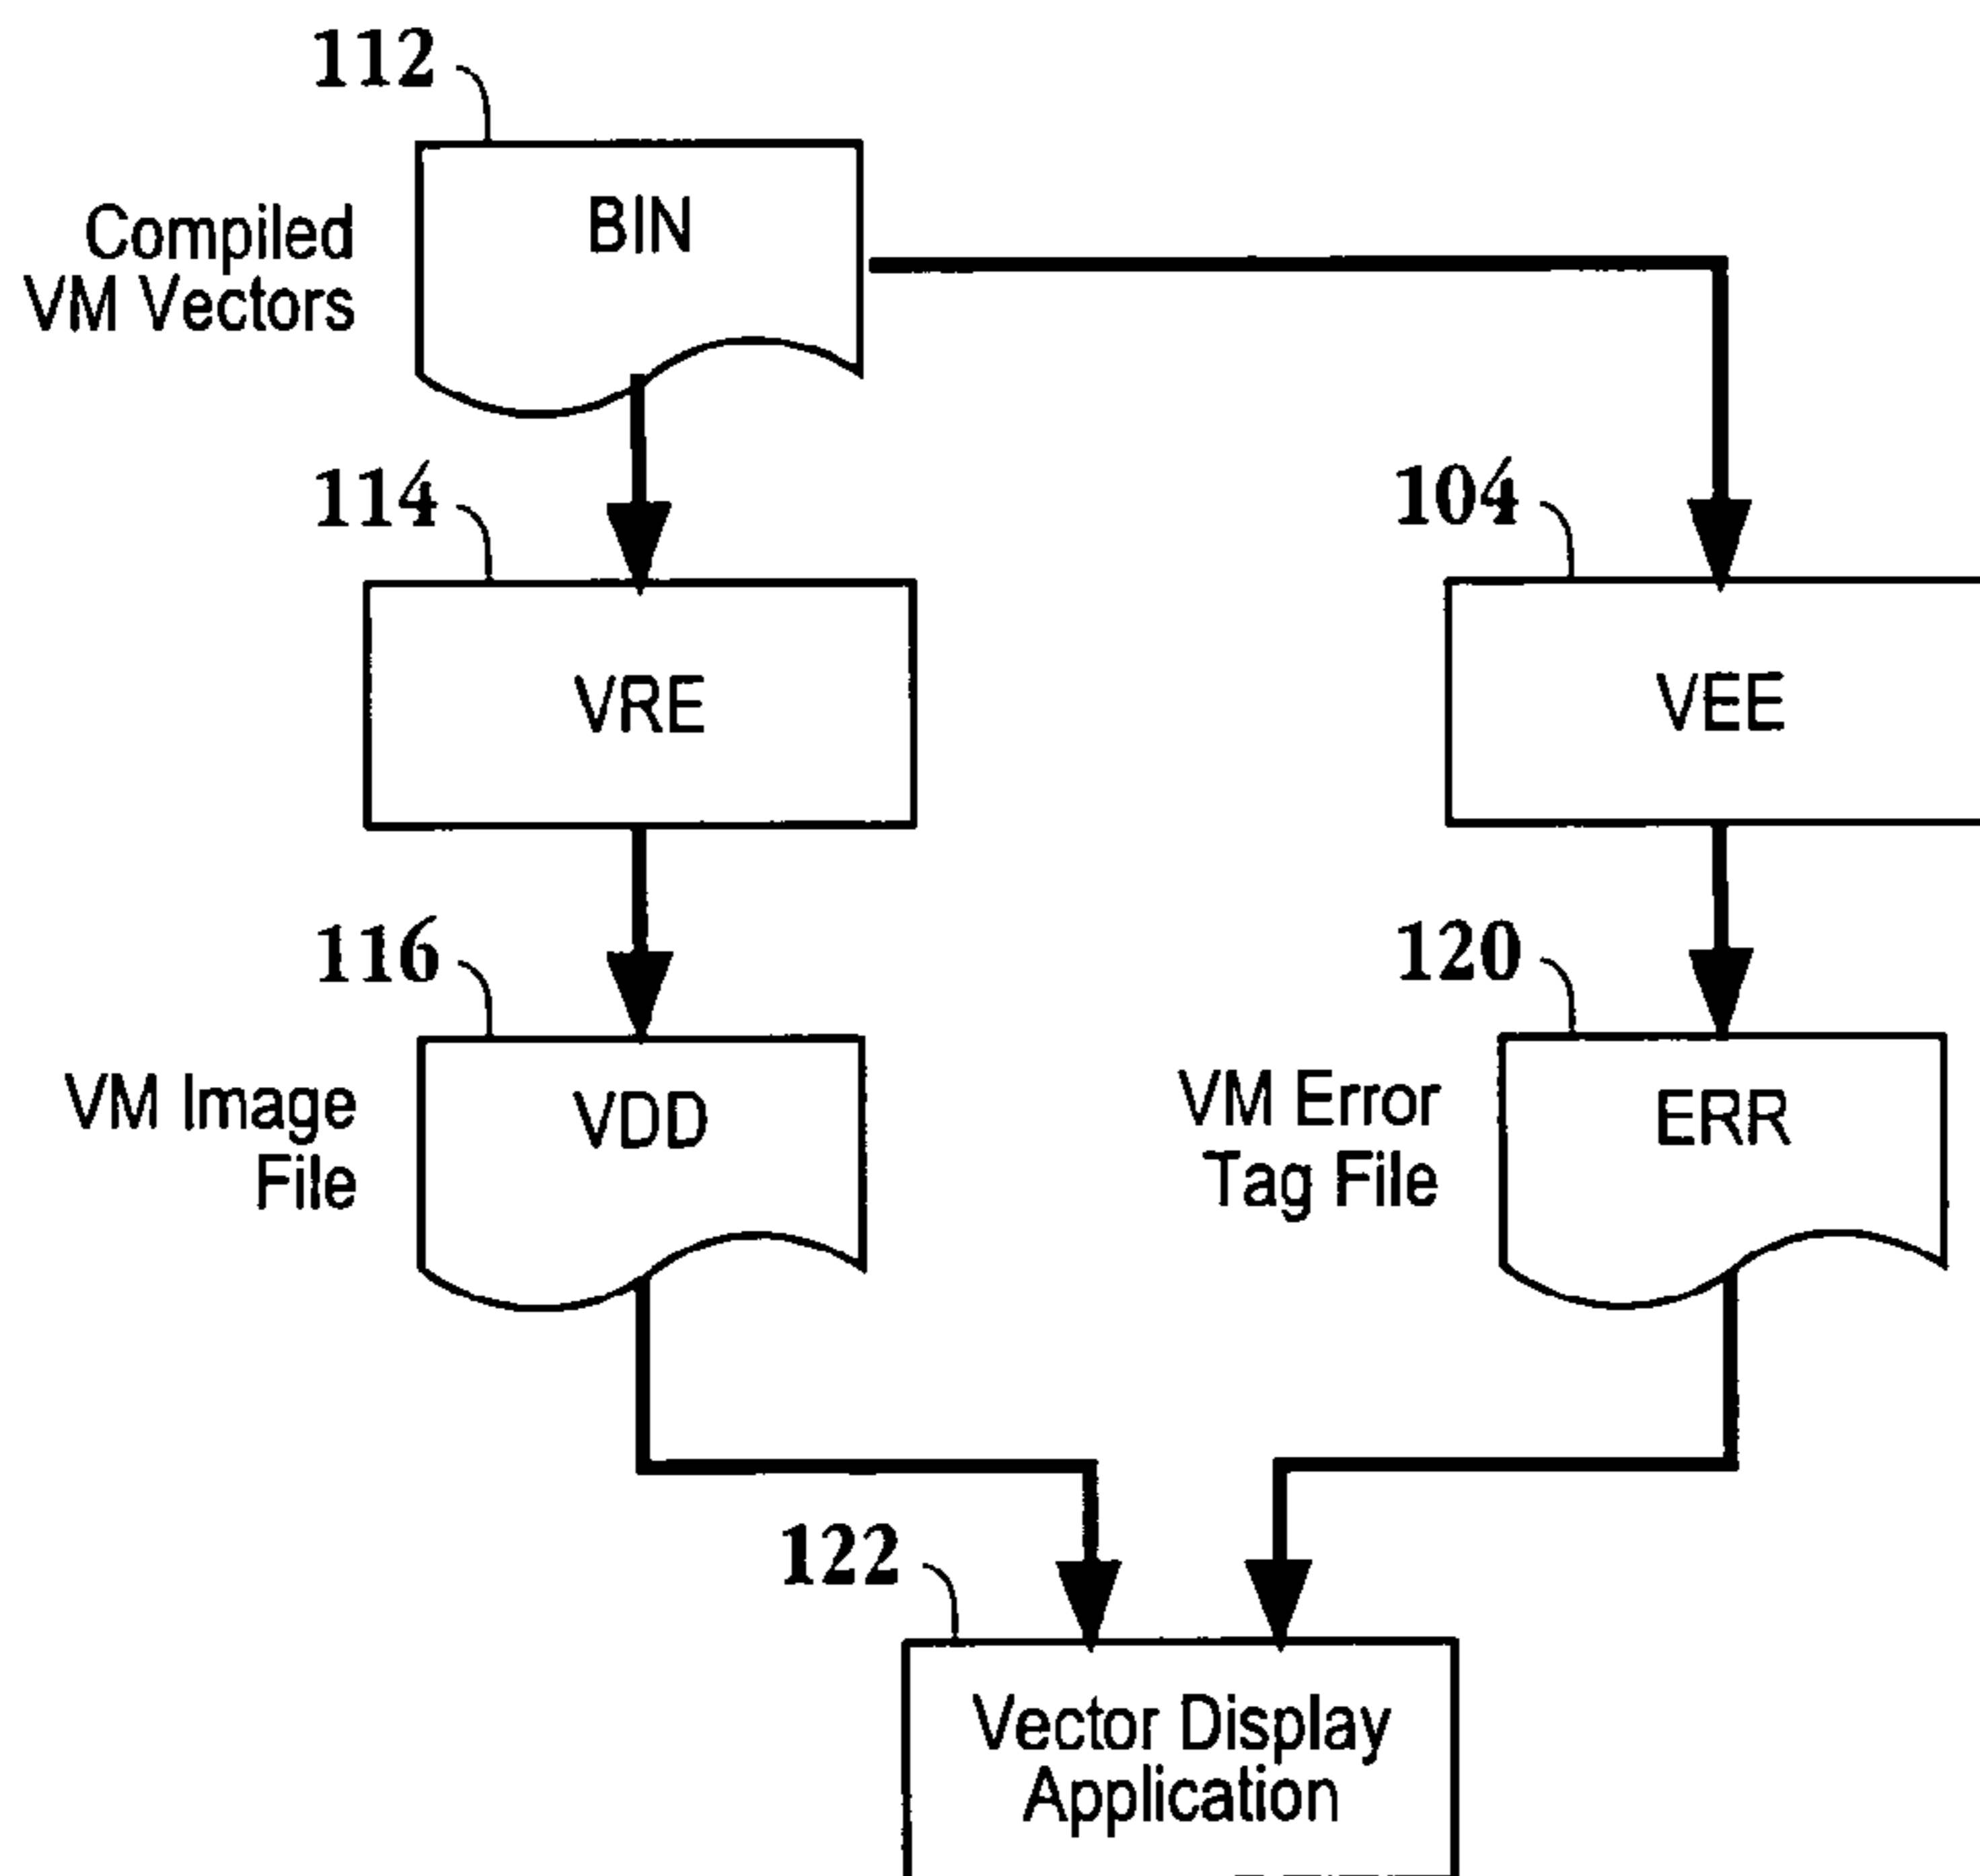 112
BIN
Compiled
VM Vectors
114
104
VRE
VEE
116
120
VM Image
File
VDD
VM Error
Tag File
ERR
122
Vector Display
Application